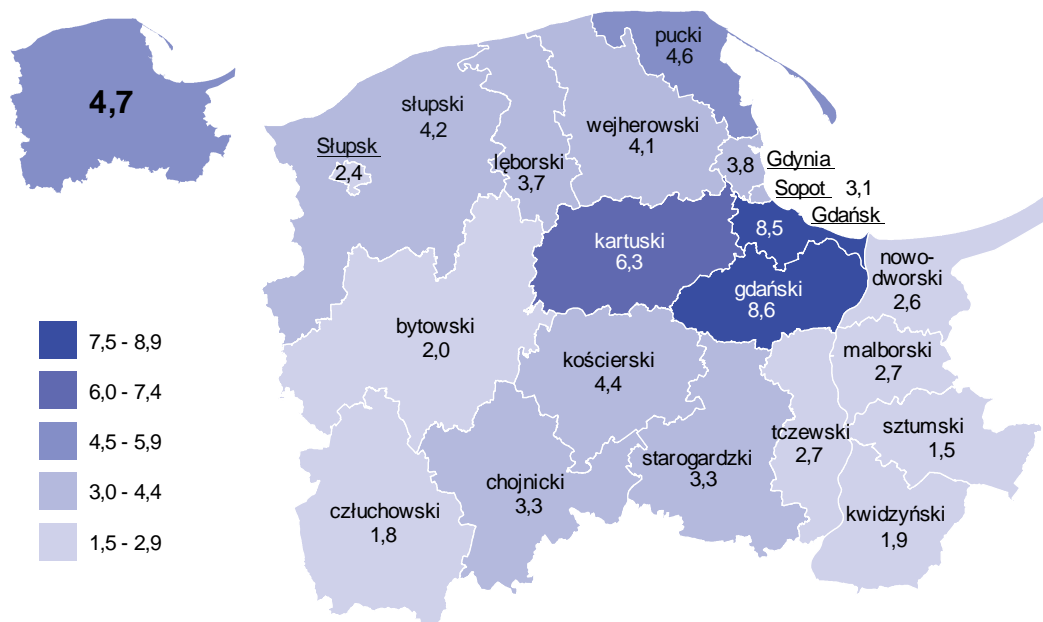 4,7
pucki
4,6
słupski
4,2
wejherowski
4,1
Słupsk
2,4
lęborski
3,7
3,8 Gdynia
Sopot 3,1
Gdańsk
8,5
kartuski
6,3
nowo-
dworski
2,6
gdański
8,6
bytowski
2,0
kościerski
4,4
malborski
2,7
tczewski
2,7
sztumski
1,5
starogardzki
3,3
chojnicki
3,3
człuchowski
1,8
kwidzyński
1,9
7,5 - 8,9
6,0 - 7,4
4,5 - 5,9
3,0 - 4,4
1,5 - 2,9